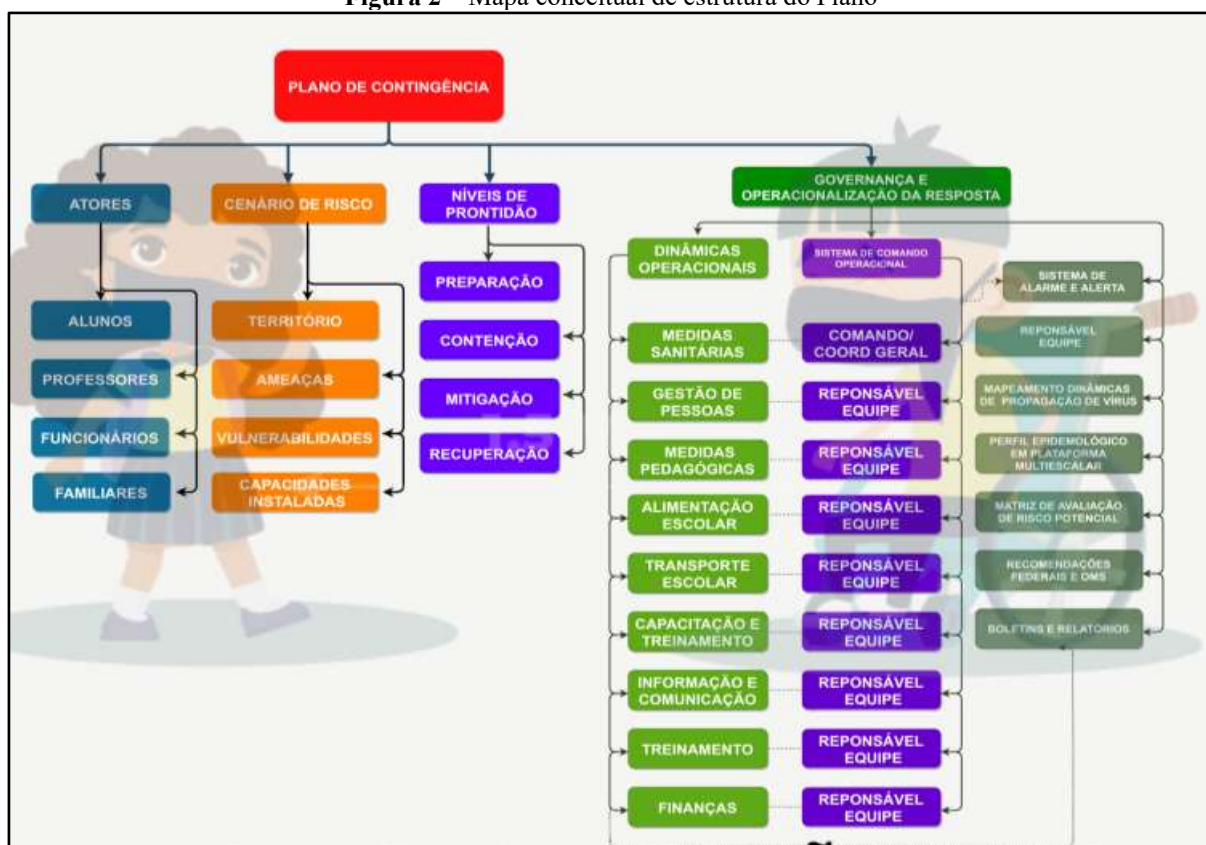 Figura 2 – Mapa conceitual de estrutura do Plano
PLANO DE CONTINGÊNCIA
ATORES
ALUNOS
PROFESSORES
FUNCIONÁRIOS
FAMILIARES
CENÁRIO DE RISCO
TERRITÓRIO
AMEAÇAS
VULNERABILIDADES
CAPACIDADES
INSTALADAS
NÍVEIS DE
PRONTIDÃO
PREPARAÇÃO
CONTENÇÃO
MITIGAÇÃO
RECUPERAÇÃO
GOVERNANÇA E
OPERACIONALIZAÇÃO DA RESPOSTA
DINÂMICAS
OPERACIONAIS
MEDIDAS
SANITÁRIAS
GESTÃO DE
PESSOAS
MEDIDAS
PEDAGÓGICAS
ALIMENTAÇÃO
ESCOLAR
TRANSPORTE
ESCOLAR
CAPACITAÇÃO E
TREINAMENTO
INFORMAÇÃO E
COMUNICAÇÃO
TREINAMENTO
FINANÇAS
SISTEMA DE COMANDO
OPERACIONAL
COMANDO/
COORD GERAL
REPONSÁVEL
EQUIPE
REPONSÁVEL
EQUIPE
REPONSÁVEL
EQUIPE
REPONSÁVEL
EQUIPE
REPONSÁVEL
EQUIPE
REPONSÁVEL
EQUIPE
REPONSÁVEL
EQUIPE
REPONSÁVEL
EQUIPE
SISTEMA DE
ALARME E ALERTA
REPONSÁVEL
EQUIPE
MAPEAMENTO DINÂMICAS
DE PROPAGAÇÃO DE VÍRUS
PERFIL EPIDEMOLÓGICO
EM PLATAFORMA
MULTIESCALAR
MATRIZ DE AVALIAÇÃO
DE RISCO POTENCIAL
RECOMENDAÇÕES
FEDERAIS E OMS
BOLETINS E RELATÓRIOS